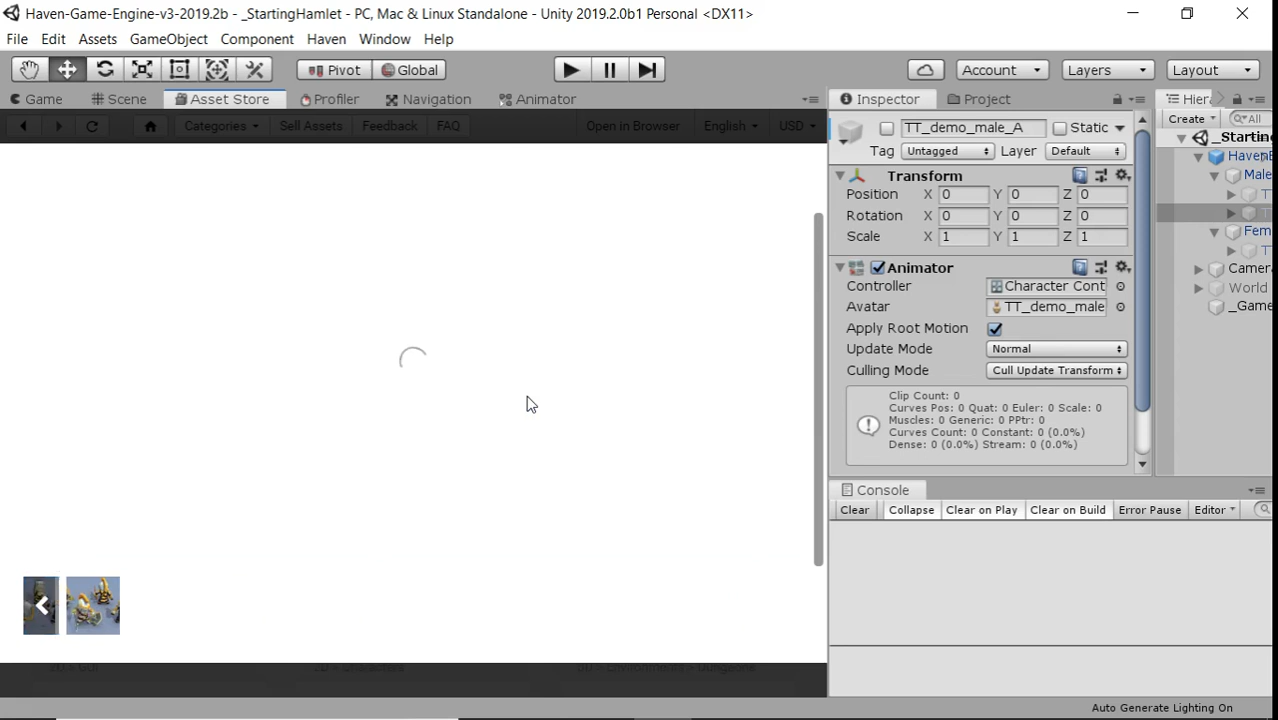 Haven-Game-Engine-v3-2019.2b - _StartingHamlet - PC, Mac & Linux Standalone - Unity 2019.2.0b1 Personal <DX11>
File Edit Assets GameObject Component Haven Window Help
Pivot Global Account Layers Layout
Game Scene Asset Store Profiler Navigation Animator Inspector Project Hiera
Categories Sell Assets Feedback FAQ Open in Browser English USD
Create All
TT_demo_male_A Static
_Starting
Tag Untagged Layer Default
HavenE
Transform
Male
Position X 0 Y 0 Z 0
Rotation X 0 Y 0 Z 0
Scale X 1 Y 1 Z 1
Fem
Animator
Camera
Controller Character Cont
World
Avatar TT_demo_male
_Game
Apply Root Motion
Update Mode Normal
Culling Mode Cull Update Transform
Clip Count: 0
Curves Pos: 0 Quat: 0 Euler: 0 Scale: 0
Muscles: 0 Generic: 0 PPtr: 0
Curves Count: 0 Constant: 0 (0.0%)
Dense: 0 (0.0%) Stream: 0 (0.0%)
Console
Clear Collapse Clear on Play Clear on Build Error Pause Editor
Auto Generate Lighting On